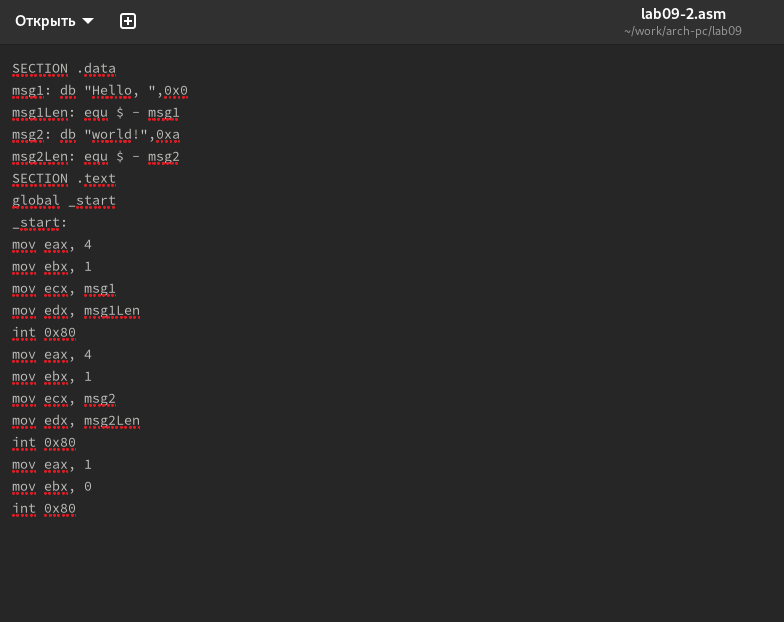 Открыть
lab09-2.asm
~/work/arch-pc/lab09
SECTION .data
msg1: db "Hello, ",0x0
msg1Len: equ $ - msg1
msg2: db "world!",0xa
msg2Len: equ $ - msg2
SECTION .text
global _start
_start:
mov eax, 4
mov ebx, 1
mov ecx, msg1
mov edx, msg1Len
int 0x80
mov eax, 4
mov ebx, 1
mov ecx, msg2
mov edx, msg2Len
int 0x80
mov eax, 1
mov ebx, 0
int 0x80